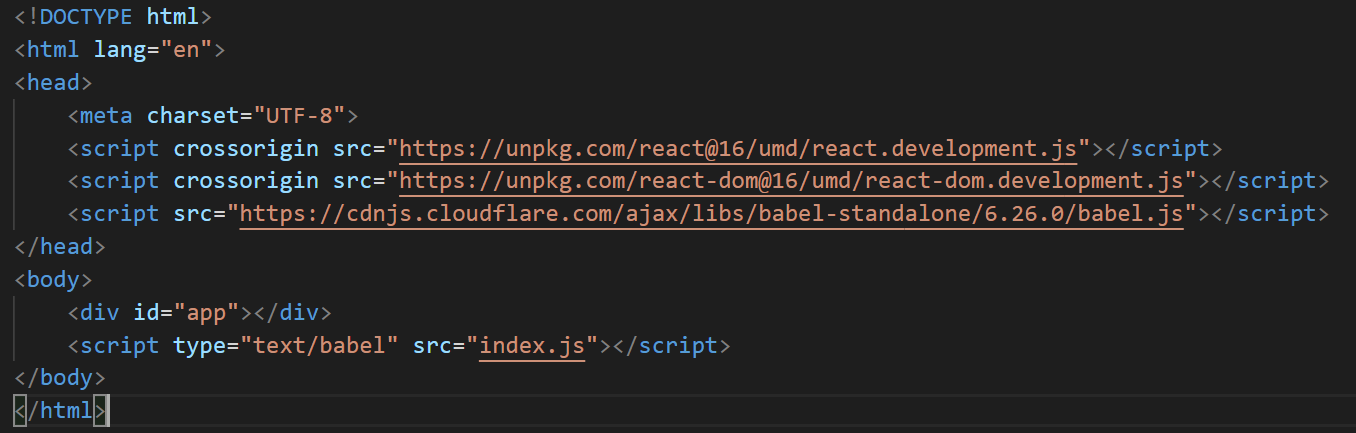 <!DOCTYPE html>
<html lang="en">
<head>
    <meta charset="UTF-8">
    <script crossorigin src="https://unpkg.com/react@16/umd/react.development.js"></script>
    <script crossorigin src="https://unpkg.com/react-dom@16/umd/react-dom.development.js"></script>
    <script src="https://cdnjs.cloudflare.com/ajax/libs/babel-standalone/6.26.0/babel.js"></script>
</head>
<body>
    <div id="app"></div>
    <script type="text/babel" src="index.js"></script>
</body>
</html>